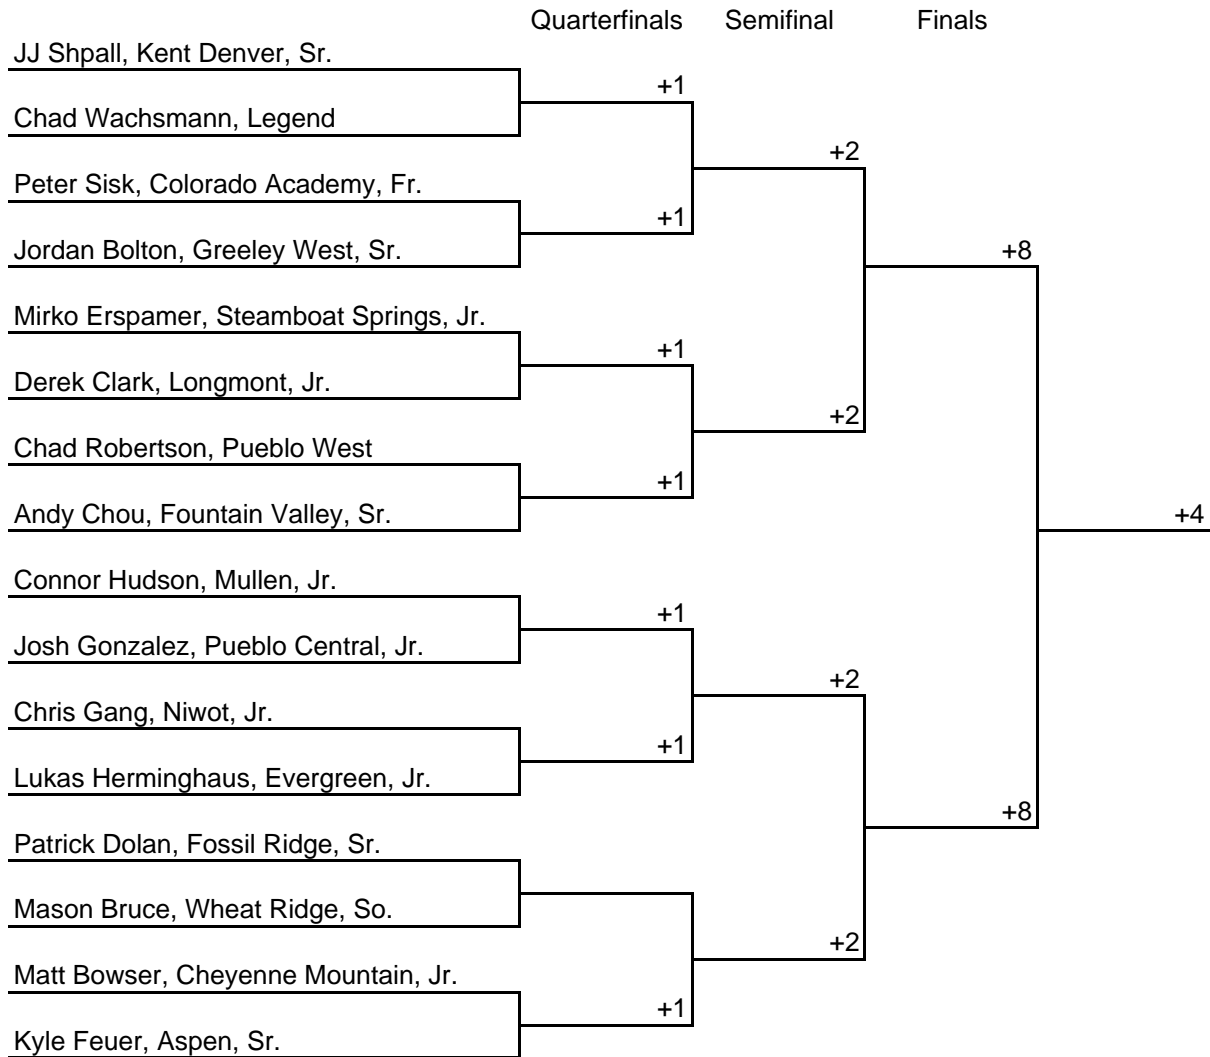 Quarterfinals Semifinal Finals
JJ Shpall, Kent Denver, Sr.
+1
Chad Wachsmann, Legend
+2
Peter Sisk, Colorado Academy, Fr.
+1
Jordan Bolton, Greeley West, Sr.
+8
Mirko Erspamer, Steamboat Springs, Jr.
+1
Derek Clark, Longmont, Jr.
+2
Chad Robertson, Pueblo West
+1
Andy Chou, Fountain Valley, Sr.
+4
Connor Hudson, Mullen, Jr.
+1
Josh Gonzalez, Pueblo Central, Jr.
+2
Chris Gang, Niwot, Jr.
+1
Lukas Herminghaus, Evergreen, Jr.
+8
Patrick Dolan, Fossil Ridge, Sr.
Mason Bruce, Wheat Ridge, So.
+2
Matt Bowser, Cheyenne Mountain, Jr.
+1
Kyle Feuer, Aspen, Sr.